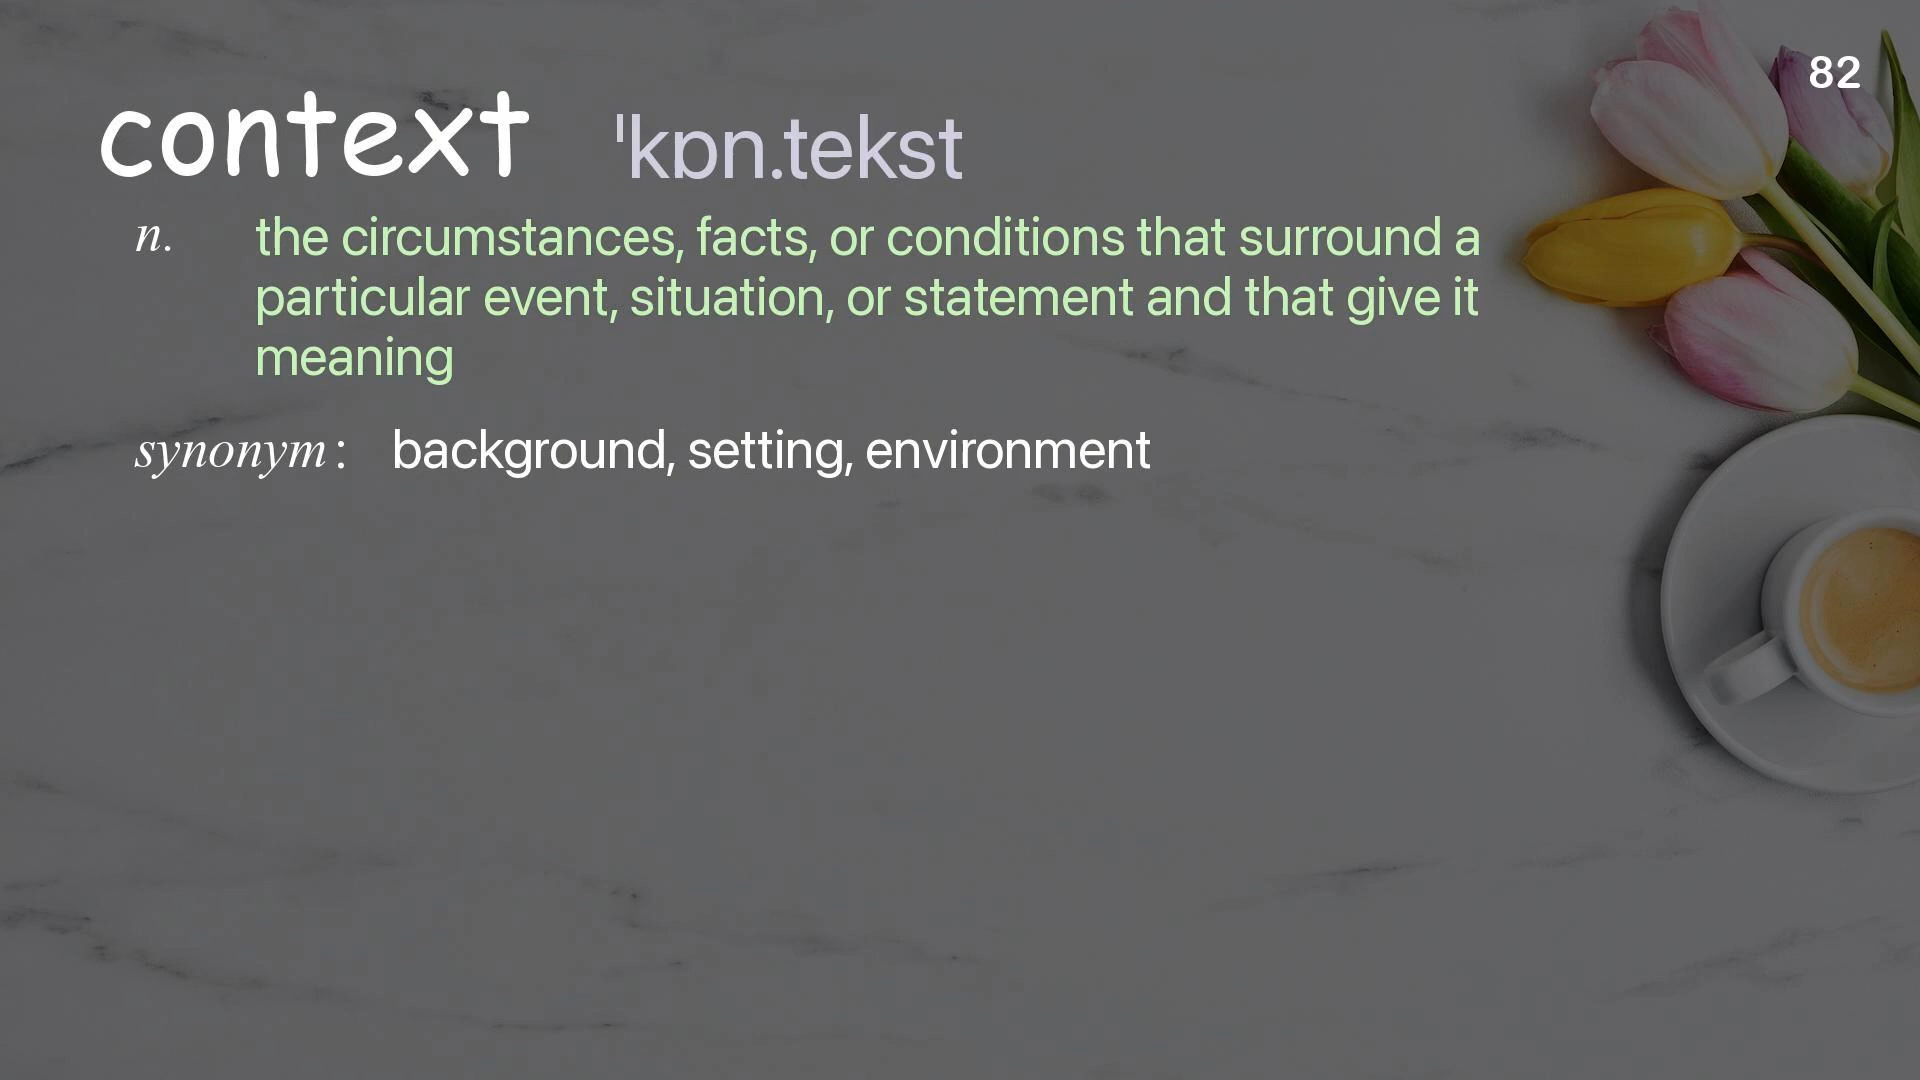 82
context ˈkɒn.tekst
n. the circumstances, facts, or conditions that surround a
particular event, situation, or statement and that give it
meaning
synonym : background, setting, environment